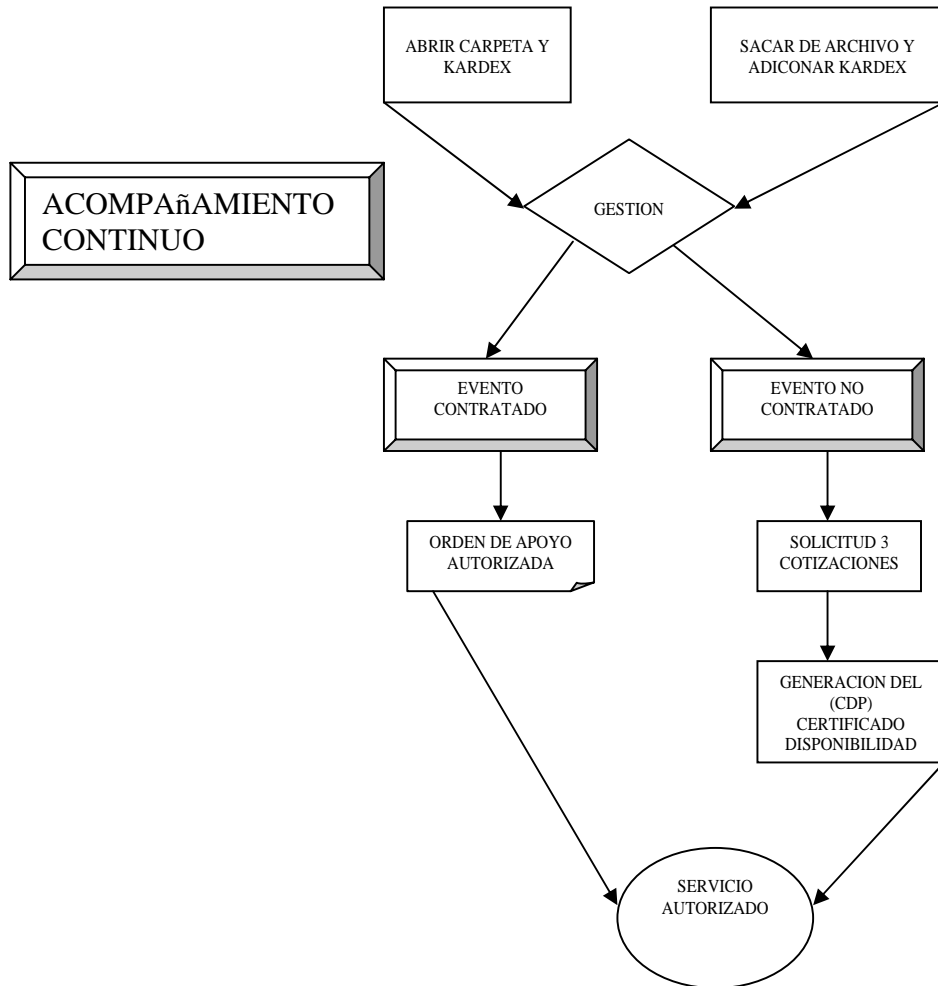 ABRIR CARPETA Y
KARDEX
SACAR DE ARCHIVO Y
ADICONAR KARDEX
ACOMPAñAMIENTO
CONTINUO
GESTION
EVENTO
CONTRATADO
EVENTO NO
CONTRATADO
ORDEN DE APOYO
AUTORIZADA
SOLICITUD 3
COTIZACIONES
GENERACION DEL
(CDP)
CERTIFICADO
DISPONIBILIDAD
SERVICIO
AUTORIZADO